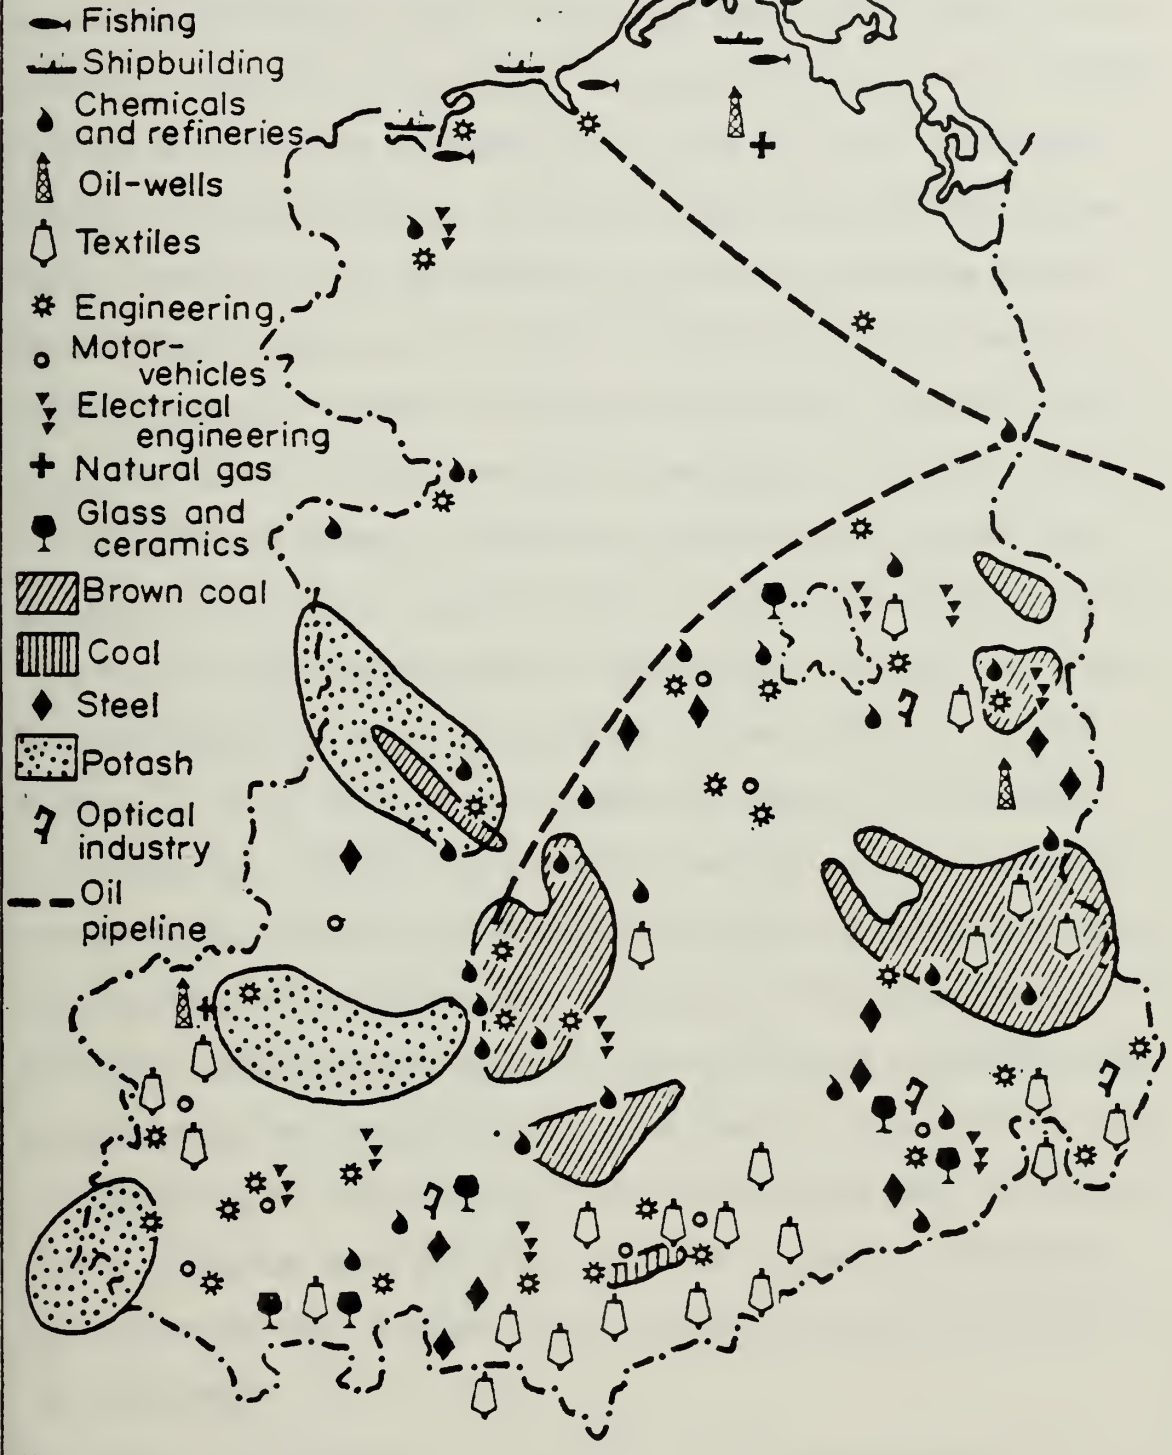 Fishing
Shipbuilding
Chemicals
and refineries
Oil-wells
Textiles
Engineering
Motor-
vehicles
Electrical
engineering
Natural gas
Glass and
ceramics
Brown coal
Coal
Steel
Potash
Optical
industry
Oil
pipeline